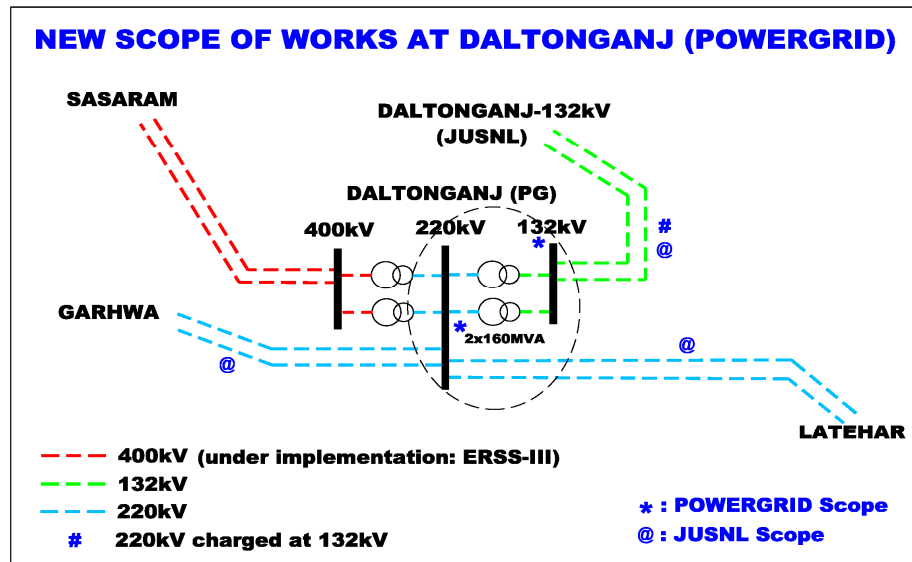 NEW SCOPE OF WORKS AT DALTONGANJ (POWERGRID)
SASARAM
DALTONGANJ-132kV
(JUSNL)
DALTONGANJ (PG)
400kV
220kV
132kV
*
#
@
GARHWA
*
2x160MVA
@
@
LATEHAR
400kV (under implementation: ERSS-III)
132kV
220kV
# 220kV charged at 132kV
* : POWERGRID Scope
@ : JUSNL Scope